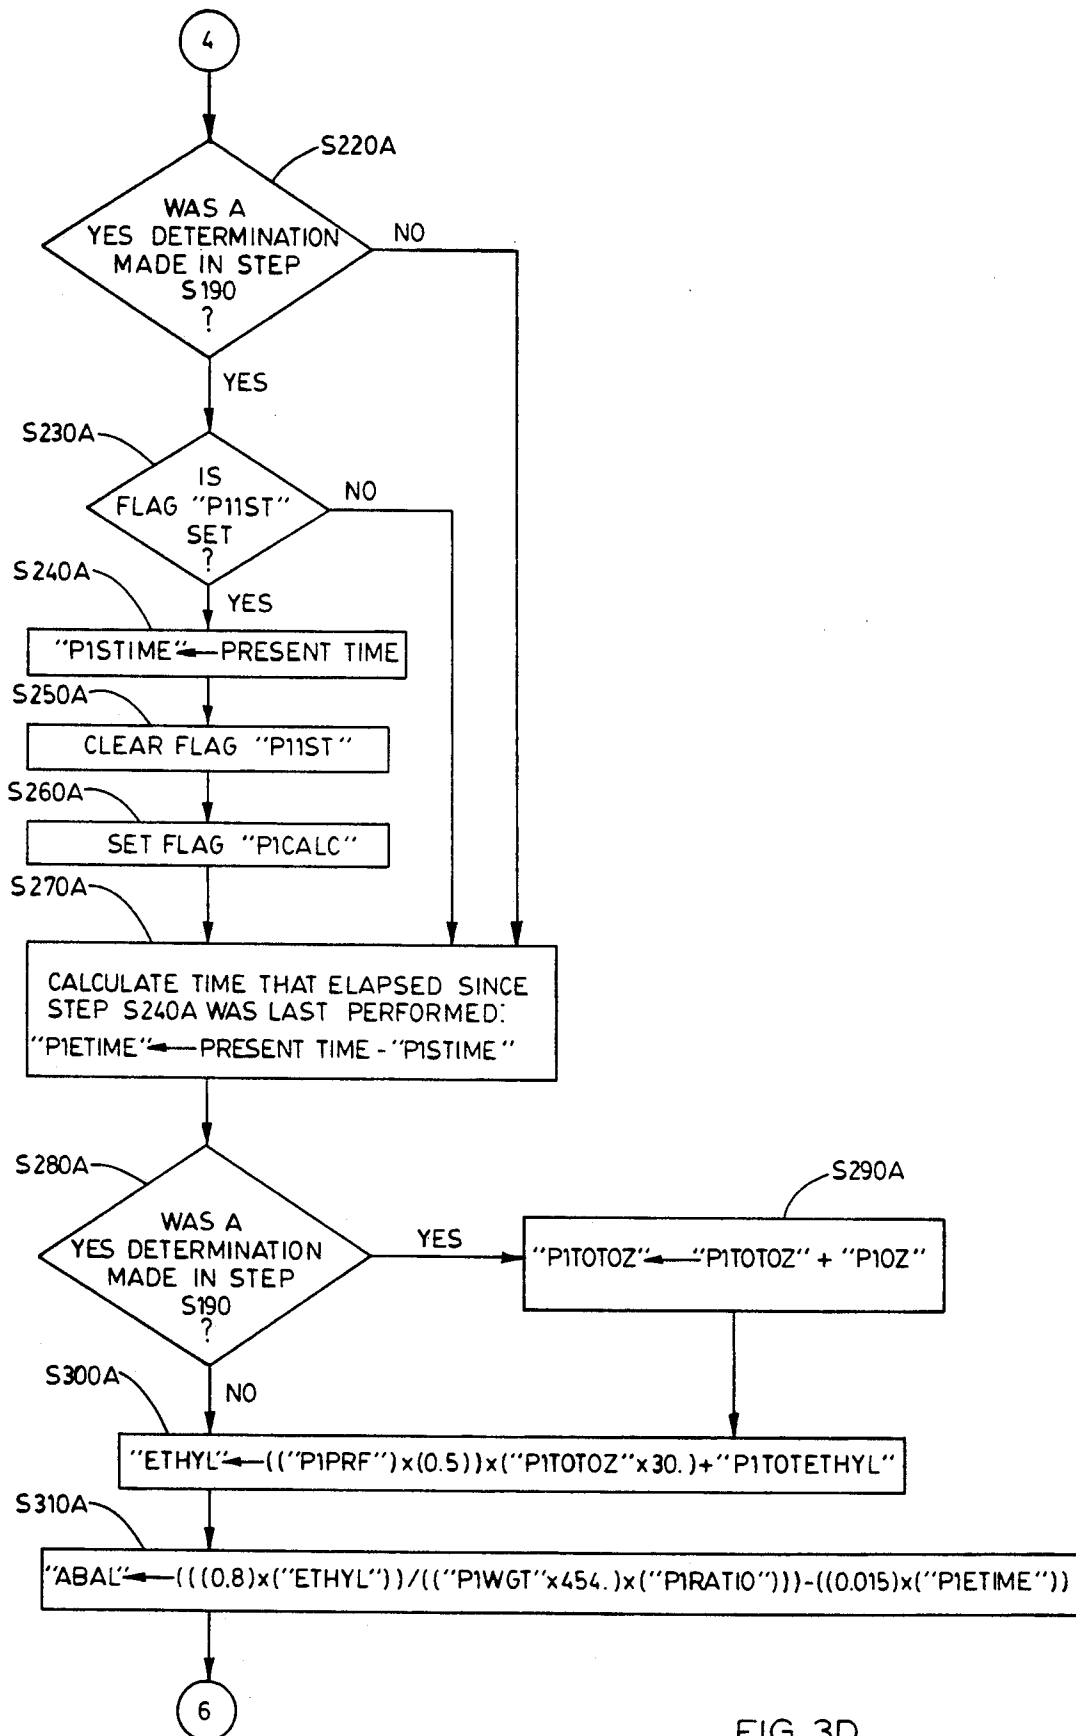 4
S220A
WAS A
YES DETERMINATION
MADE IN STEP
S190
?
NO
YES
S230A
IS
FLAG "P11ST"
SET
?
NO
YES
S240A
"P1STIME"←PRESENT TIME
S250A
CLEAR FLAG "P11ST"
S260A
SET FLAG "P1CALC"
S270A
CALCULATE TIME THAT ELAPSED SINCE
STEP S240A WAS LAST PERFORMED:
"P1ETIME"←PRESENT TIME-"P1STIME"
S280A
WAS A
YES DETERMINATION
MADE IN STEP
S190
?
YES
S290A
"P1TOTOZ"←"P1TOTOZ" + "P1OZ"
NO
S300A
"ETHYL"←(("P1PRF")x(0.5))x("P1TOTOZ"x30.)+"P1TOTETHYL"
S310A
"ABAL"←(((0.8)x("ETHYL"))/(("P1WGT"x454.)x("P1RATIO")))-((0.015)x("P1ETIME"))
6
FIG. 3D